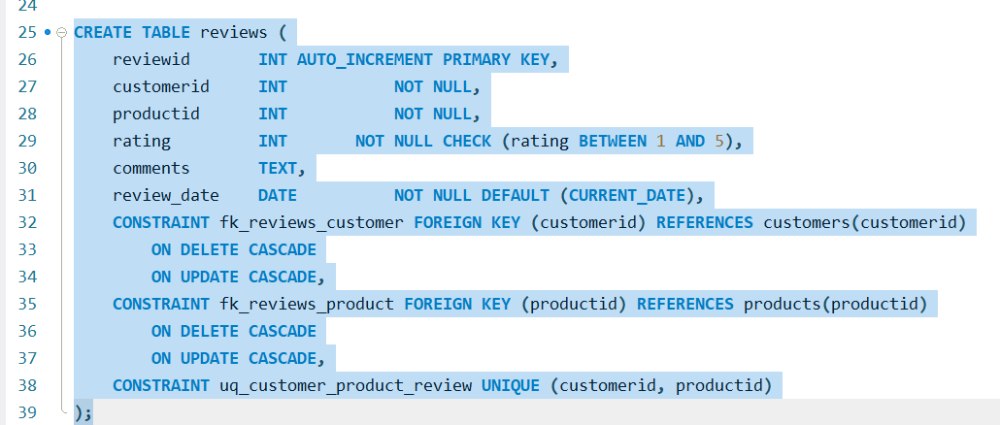 24
25 CREATE TABLE reviews (
26 reviewid INT AUTO_INCREMENT PRIMARY KEY,
27 customerid INT NOT NULL,
28 productid INT NOT NULL,
29 rating INT NOT NULL CHECK (rating BETWEEN 1 AND 5),
30 comments TEXT,
31 review_date DATE NOT NULL DEFAULT (CURRENT_DATE),
32 CONSTRAINT fk_reviews_customer FOREIGN KEY (customerid) REFERENCES customers(customerid)
33 ON DELETE CASCADE
34 ON UPDATE CASCADE,
35 CONSTRAINT fk_reviews_product FOREIGN KEY (productid) REFERENCES products(productid)
36 ON DELETE CASCADE
37 ON UPDATE CASCADE,
38 CONSTRAINT uq_customer_product_review UNIQUE (customerid, productid)
39 );